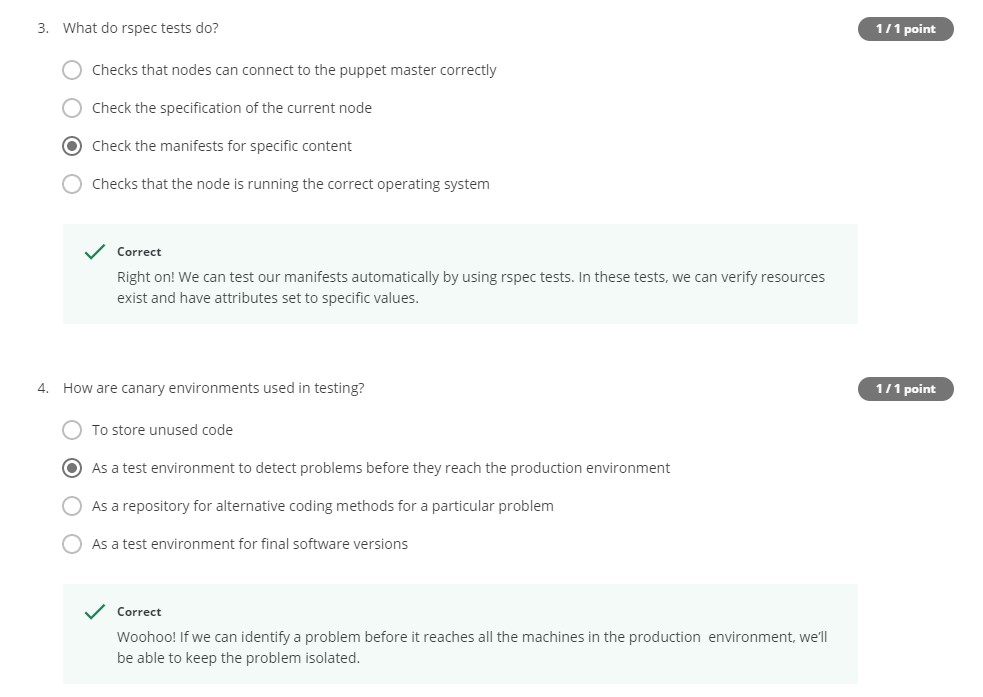 3. What do rspec tests do?
1 / 1 point
Checks that nodes can connect to the puppet master correctly
Check the specification of the current node
Check the manifests for specific content
Checks that the node is running the correct operating system
Correct
Right on! We can test our manifests automatically by using rspec tests. In these tests, we can verify resources
exist and have attributes set to specific values.
4. How are canary environments used in testing?
1 / 1 point
To store unused code
As a test environment to detect problems before they reach the production environment
As a repository for alternative coding methods for a particular problem
As a test environment for final software versions
Correct
Woohoo! If we can identify a problem before it reaches all the machines in the production  environment, we'll
be able to keep the problem isolated.